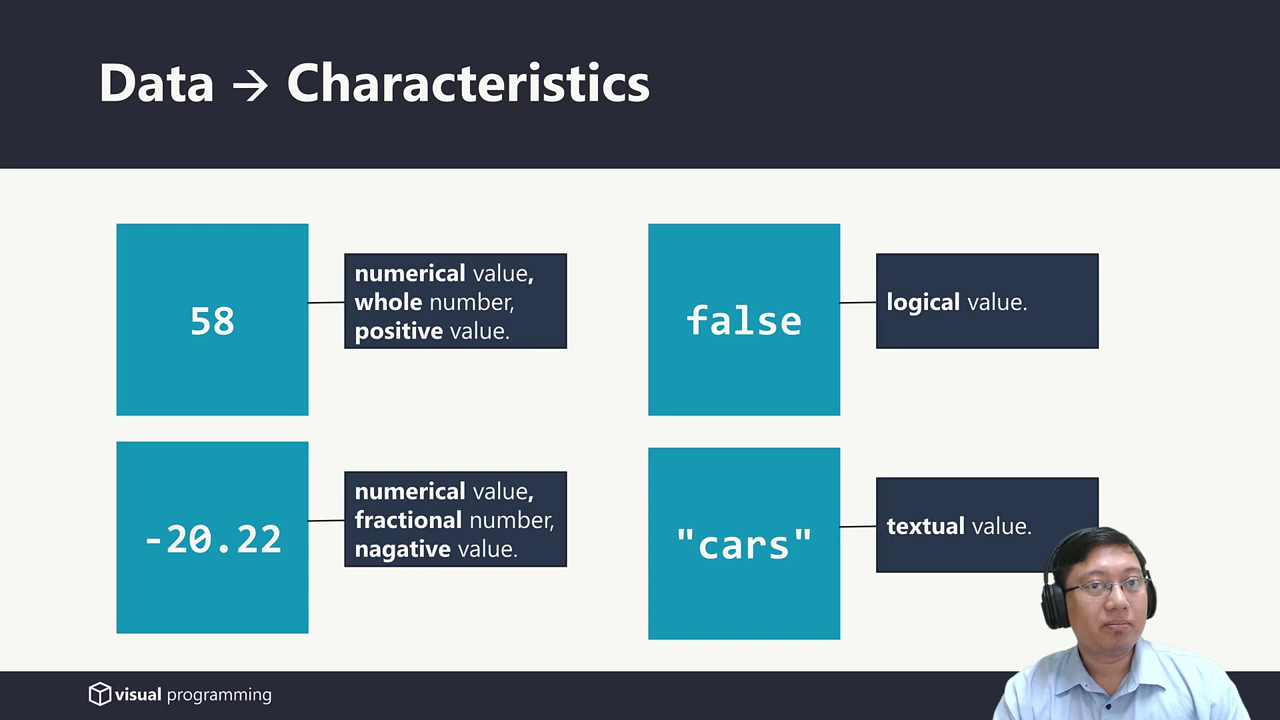 Data → Characteristics
58
numerical value,
whole number,
positive value.
false
logical value.
-20.22
numerical value,
fractional number,
nagative value.
"cars"
textual value.
visual programming